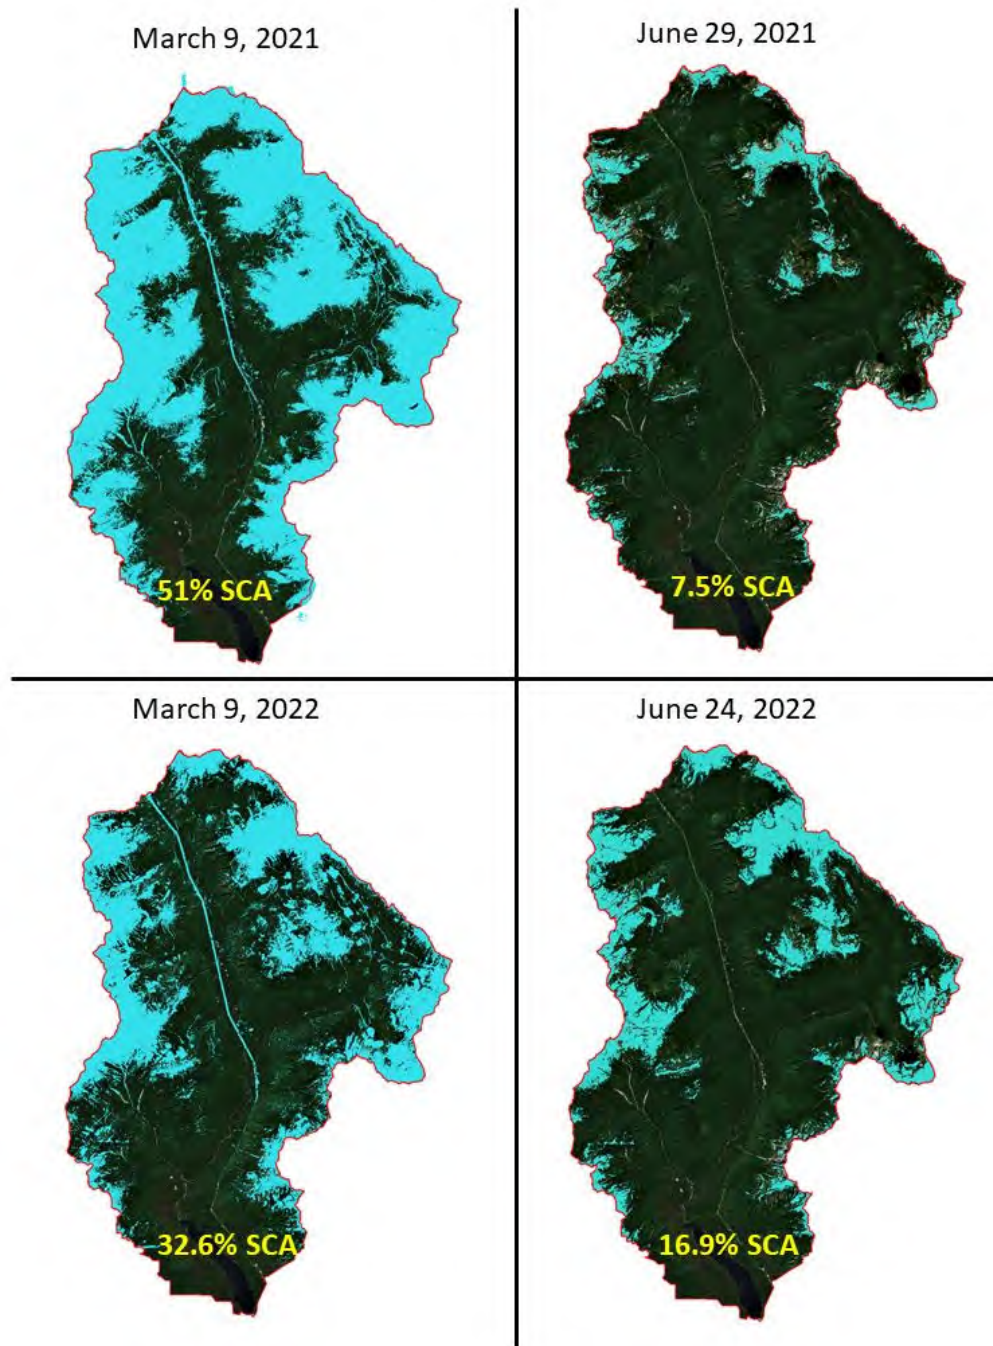 March 9, 2021
June 29, 2021
51% SCA
7.5% SCA
March 9, 2022
June 24, 2022
32.6% SCA
16.9% SCA